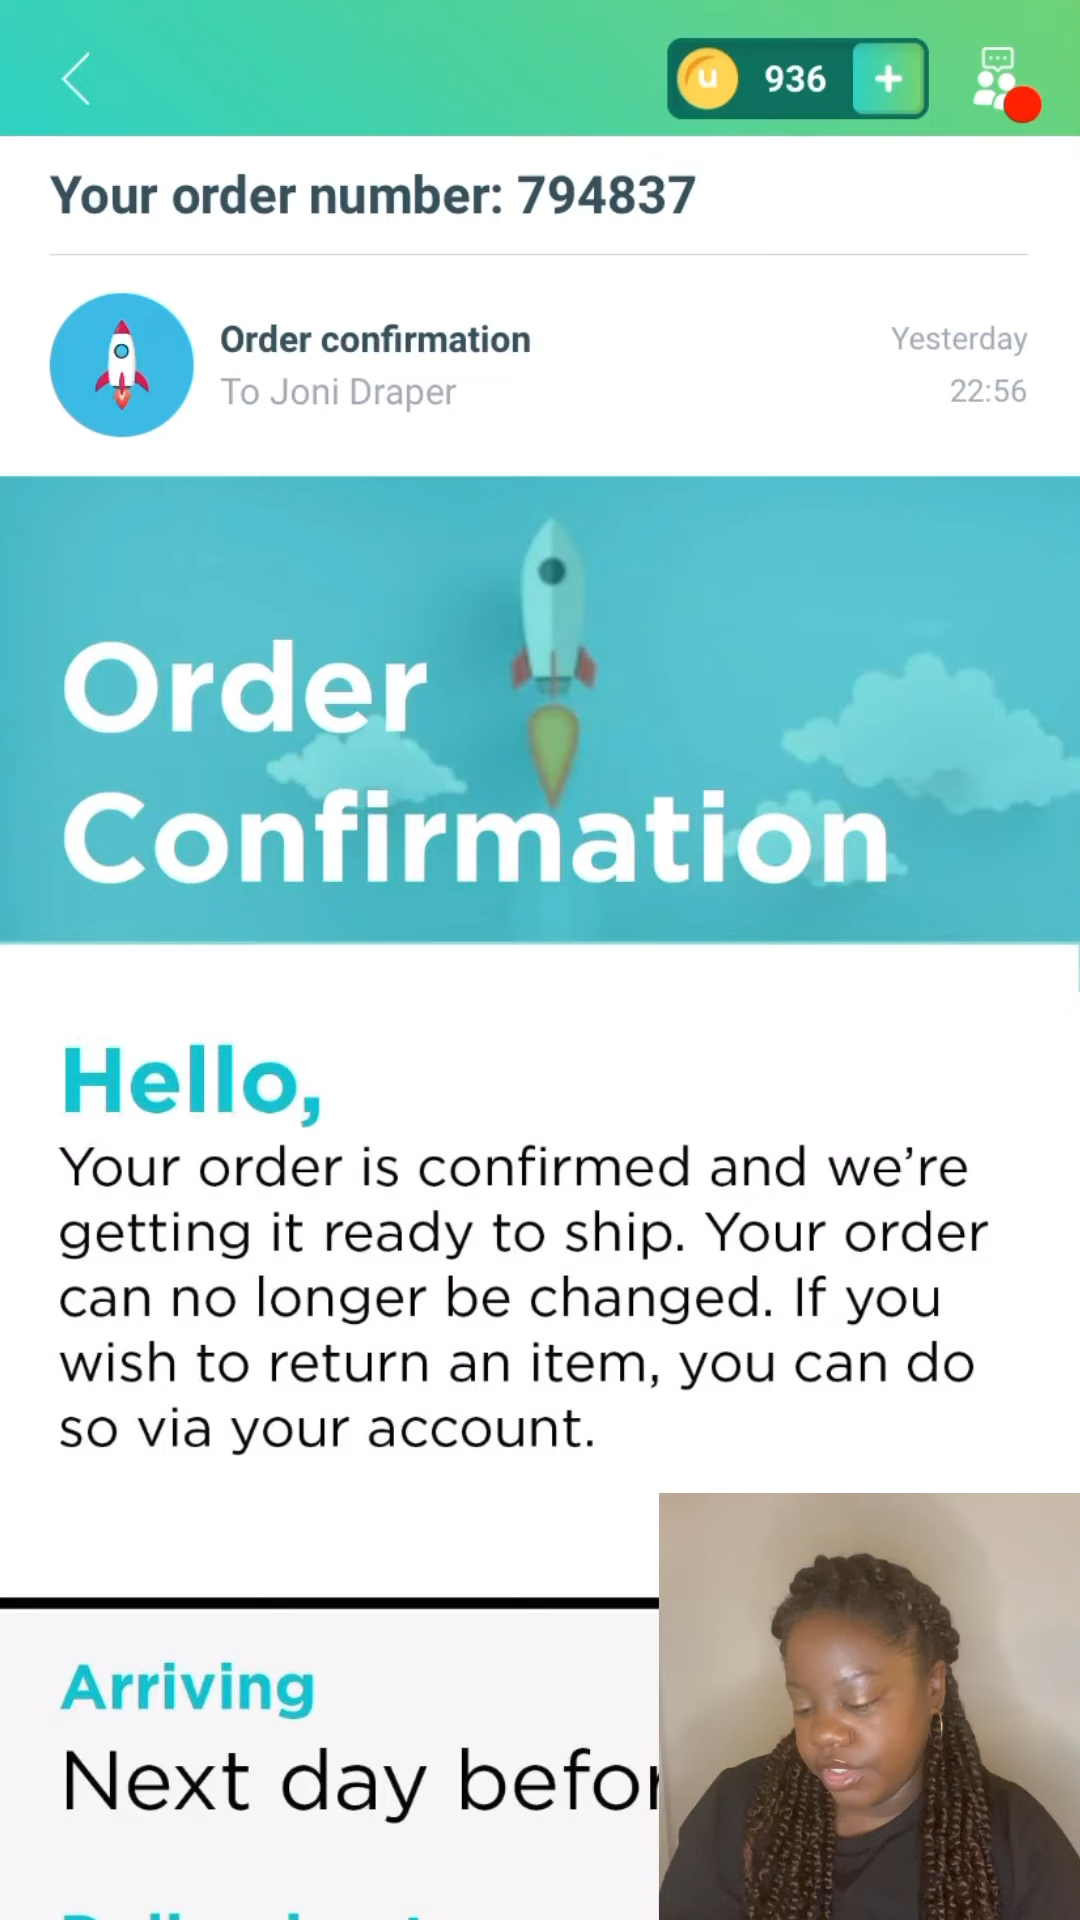 936
Your order number: 794837
Order confirmation
Yesterday
To Joni Draper
22:56
Order
Confirmation
Hello,
Your order is confirmed and we're
getting it ready to ship. Your order
can no longer be changed. If you
wish to return an item, you can do
so via your account.
Arriving
Next day